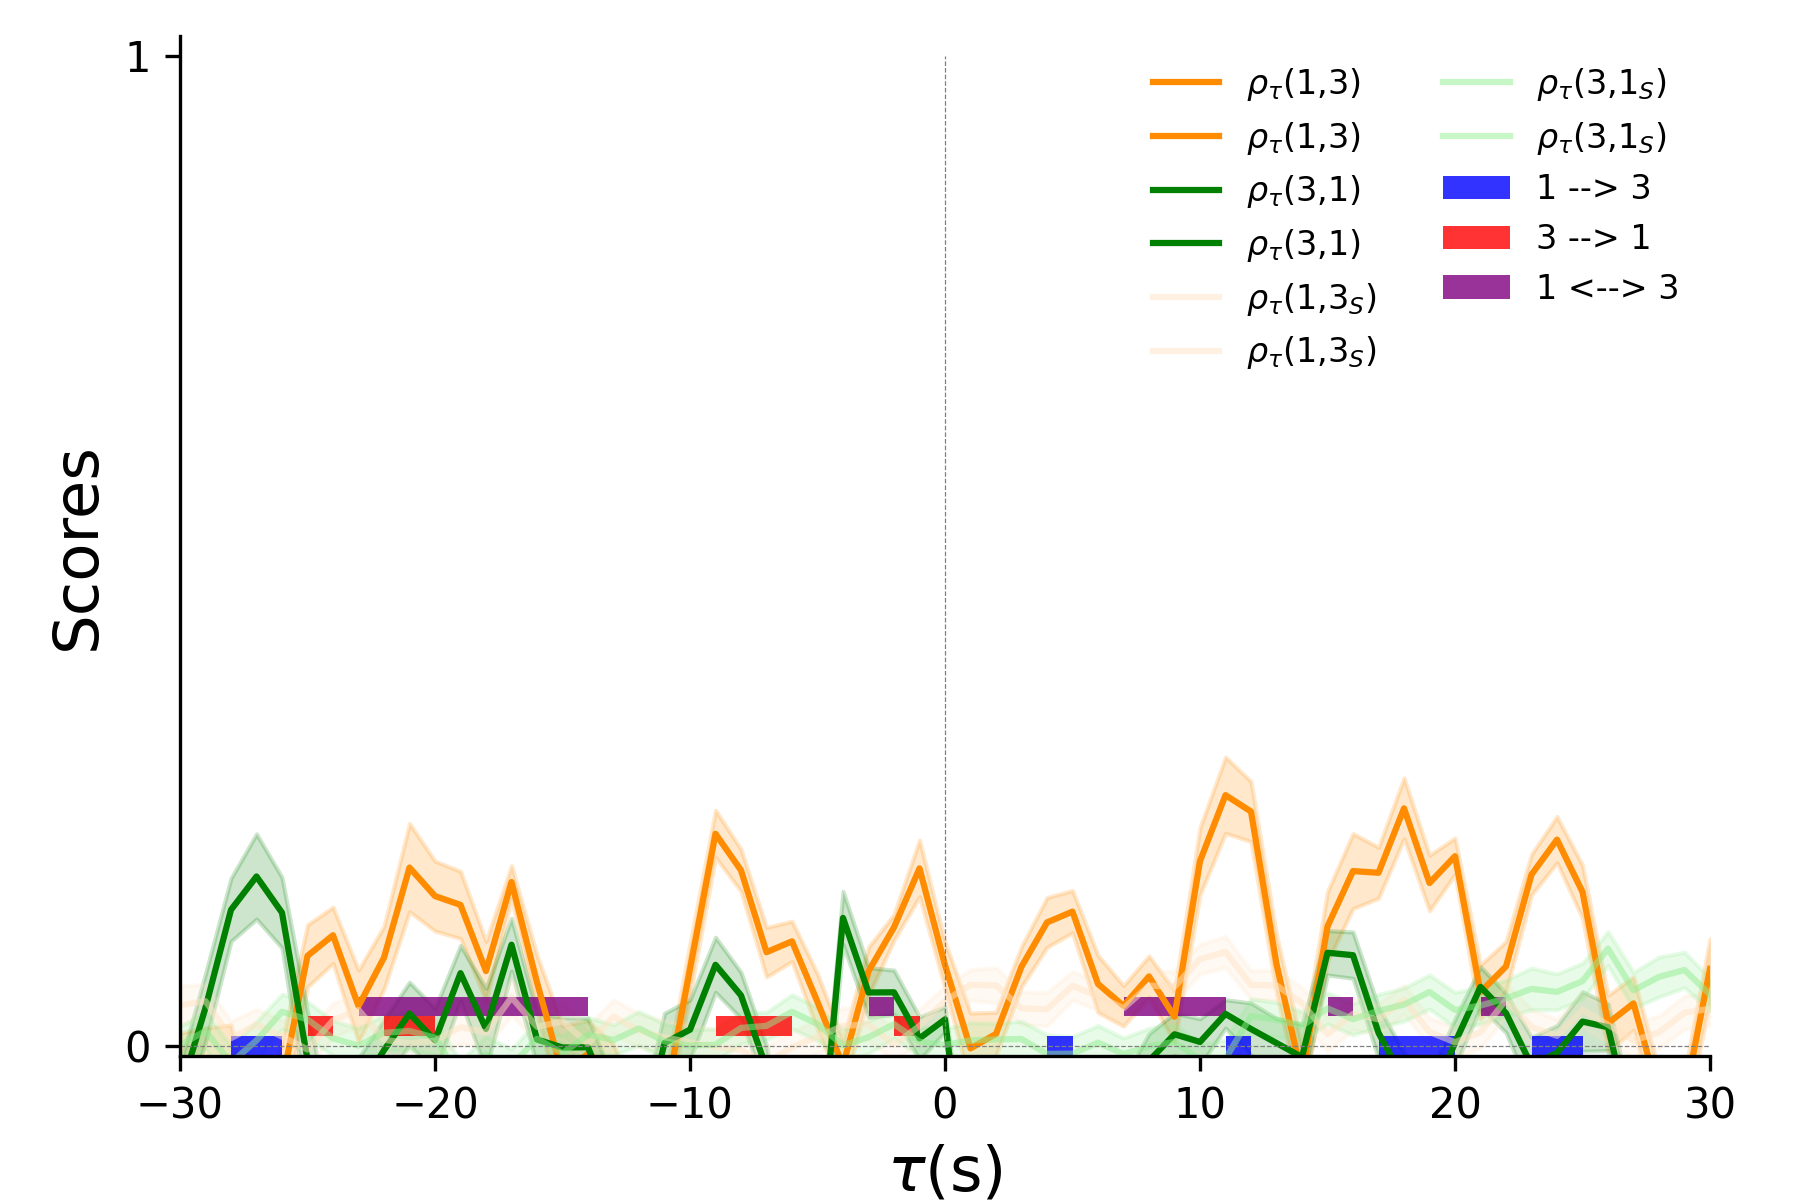 1
ρτ(1,3)
ρτ(1,3)
ρτ(3,1)
ρτ(3,1)
ρτ(1,3S)
ρτ(1,3S)
ρτ(3,1S)
ρτ(3,1S)
1 --> 3
3 --> 1
1 <--> 3
Scores
0
−30 −20 −10 0 10 20 30
τ(s)